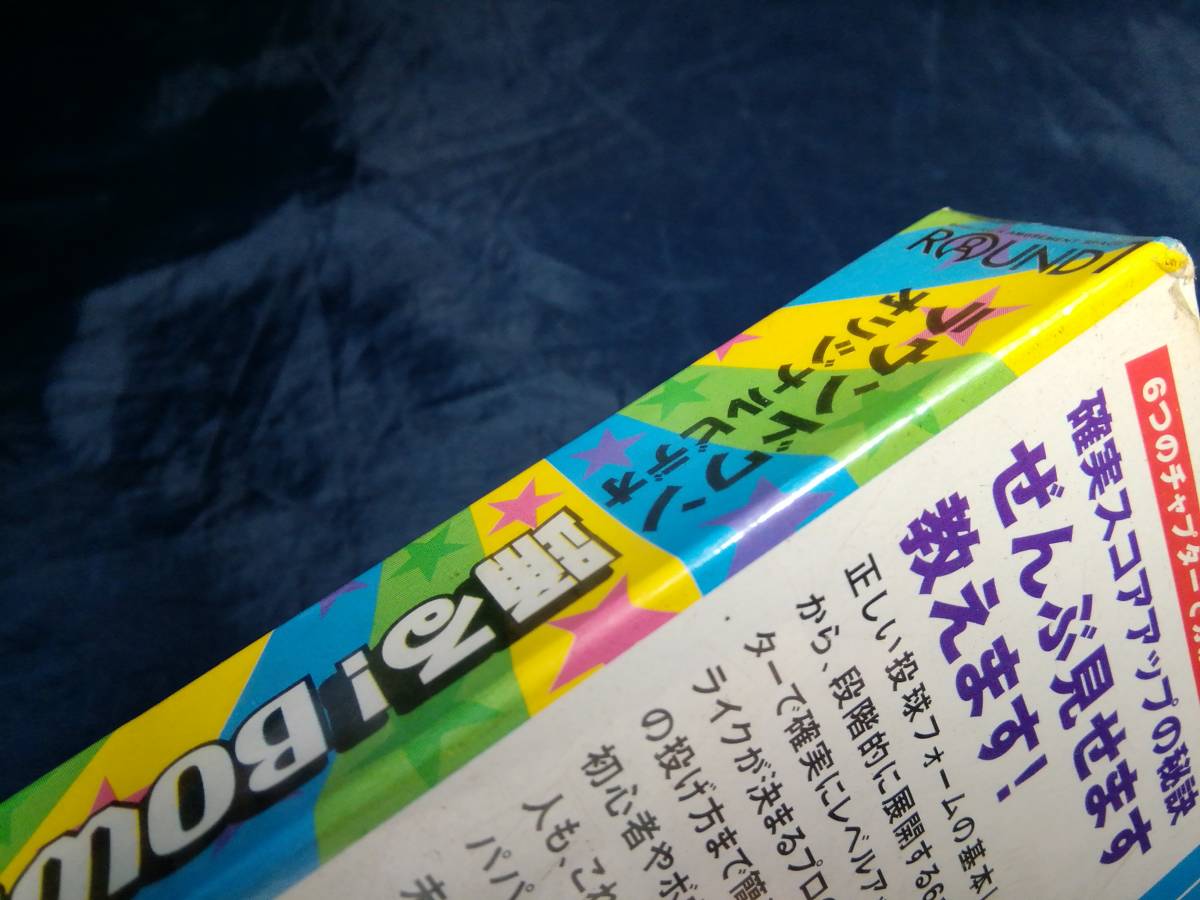 ROUND1
ラウンドワン
オリジナルビデオ
踊る!Bow
6つのチャプターで
確実スコアアップの秘訣
ぜんぶ見せます
教えます!
正しい投球フォームの基本
から、段階的に展開する6
ターで確実にレベルア
ライクが決まるプロの
の投げ方まで簡
初心者やボ
人も、これ
パパ